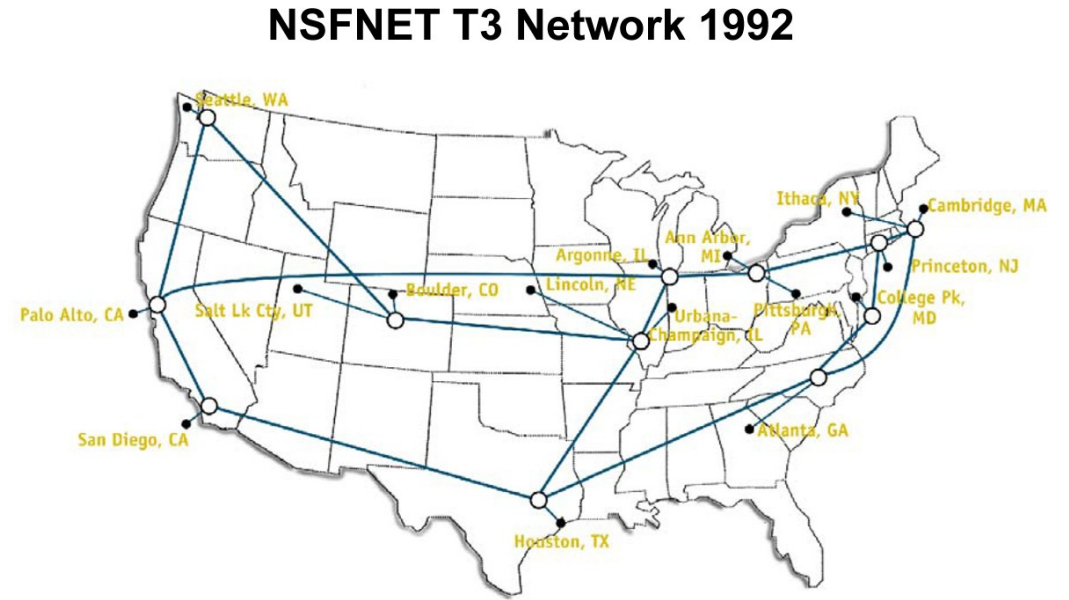 NSFNET T3 Network 1992
Seattle, WA
Ithaca, NY
Cambridge, MA
Ann Arbor,
MI
Argonne, IL
Princeton, NJ
Boulder, CO
Lincoln, NE
Salt Lk Cty, UT
Palo Alto, CA
College Pk,
MD
Pittsburgh,
PA
Urbana-
Champaign, IL
San Diego, CA
Atlanta, GA
Houston, TX